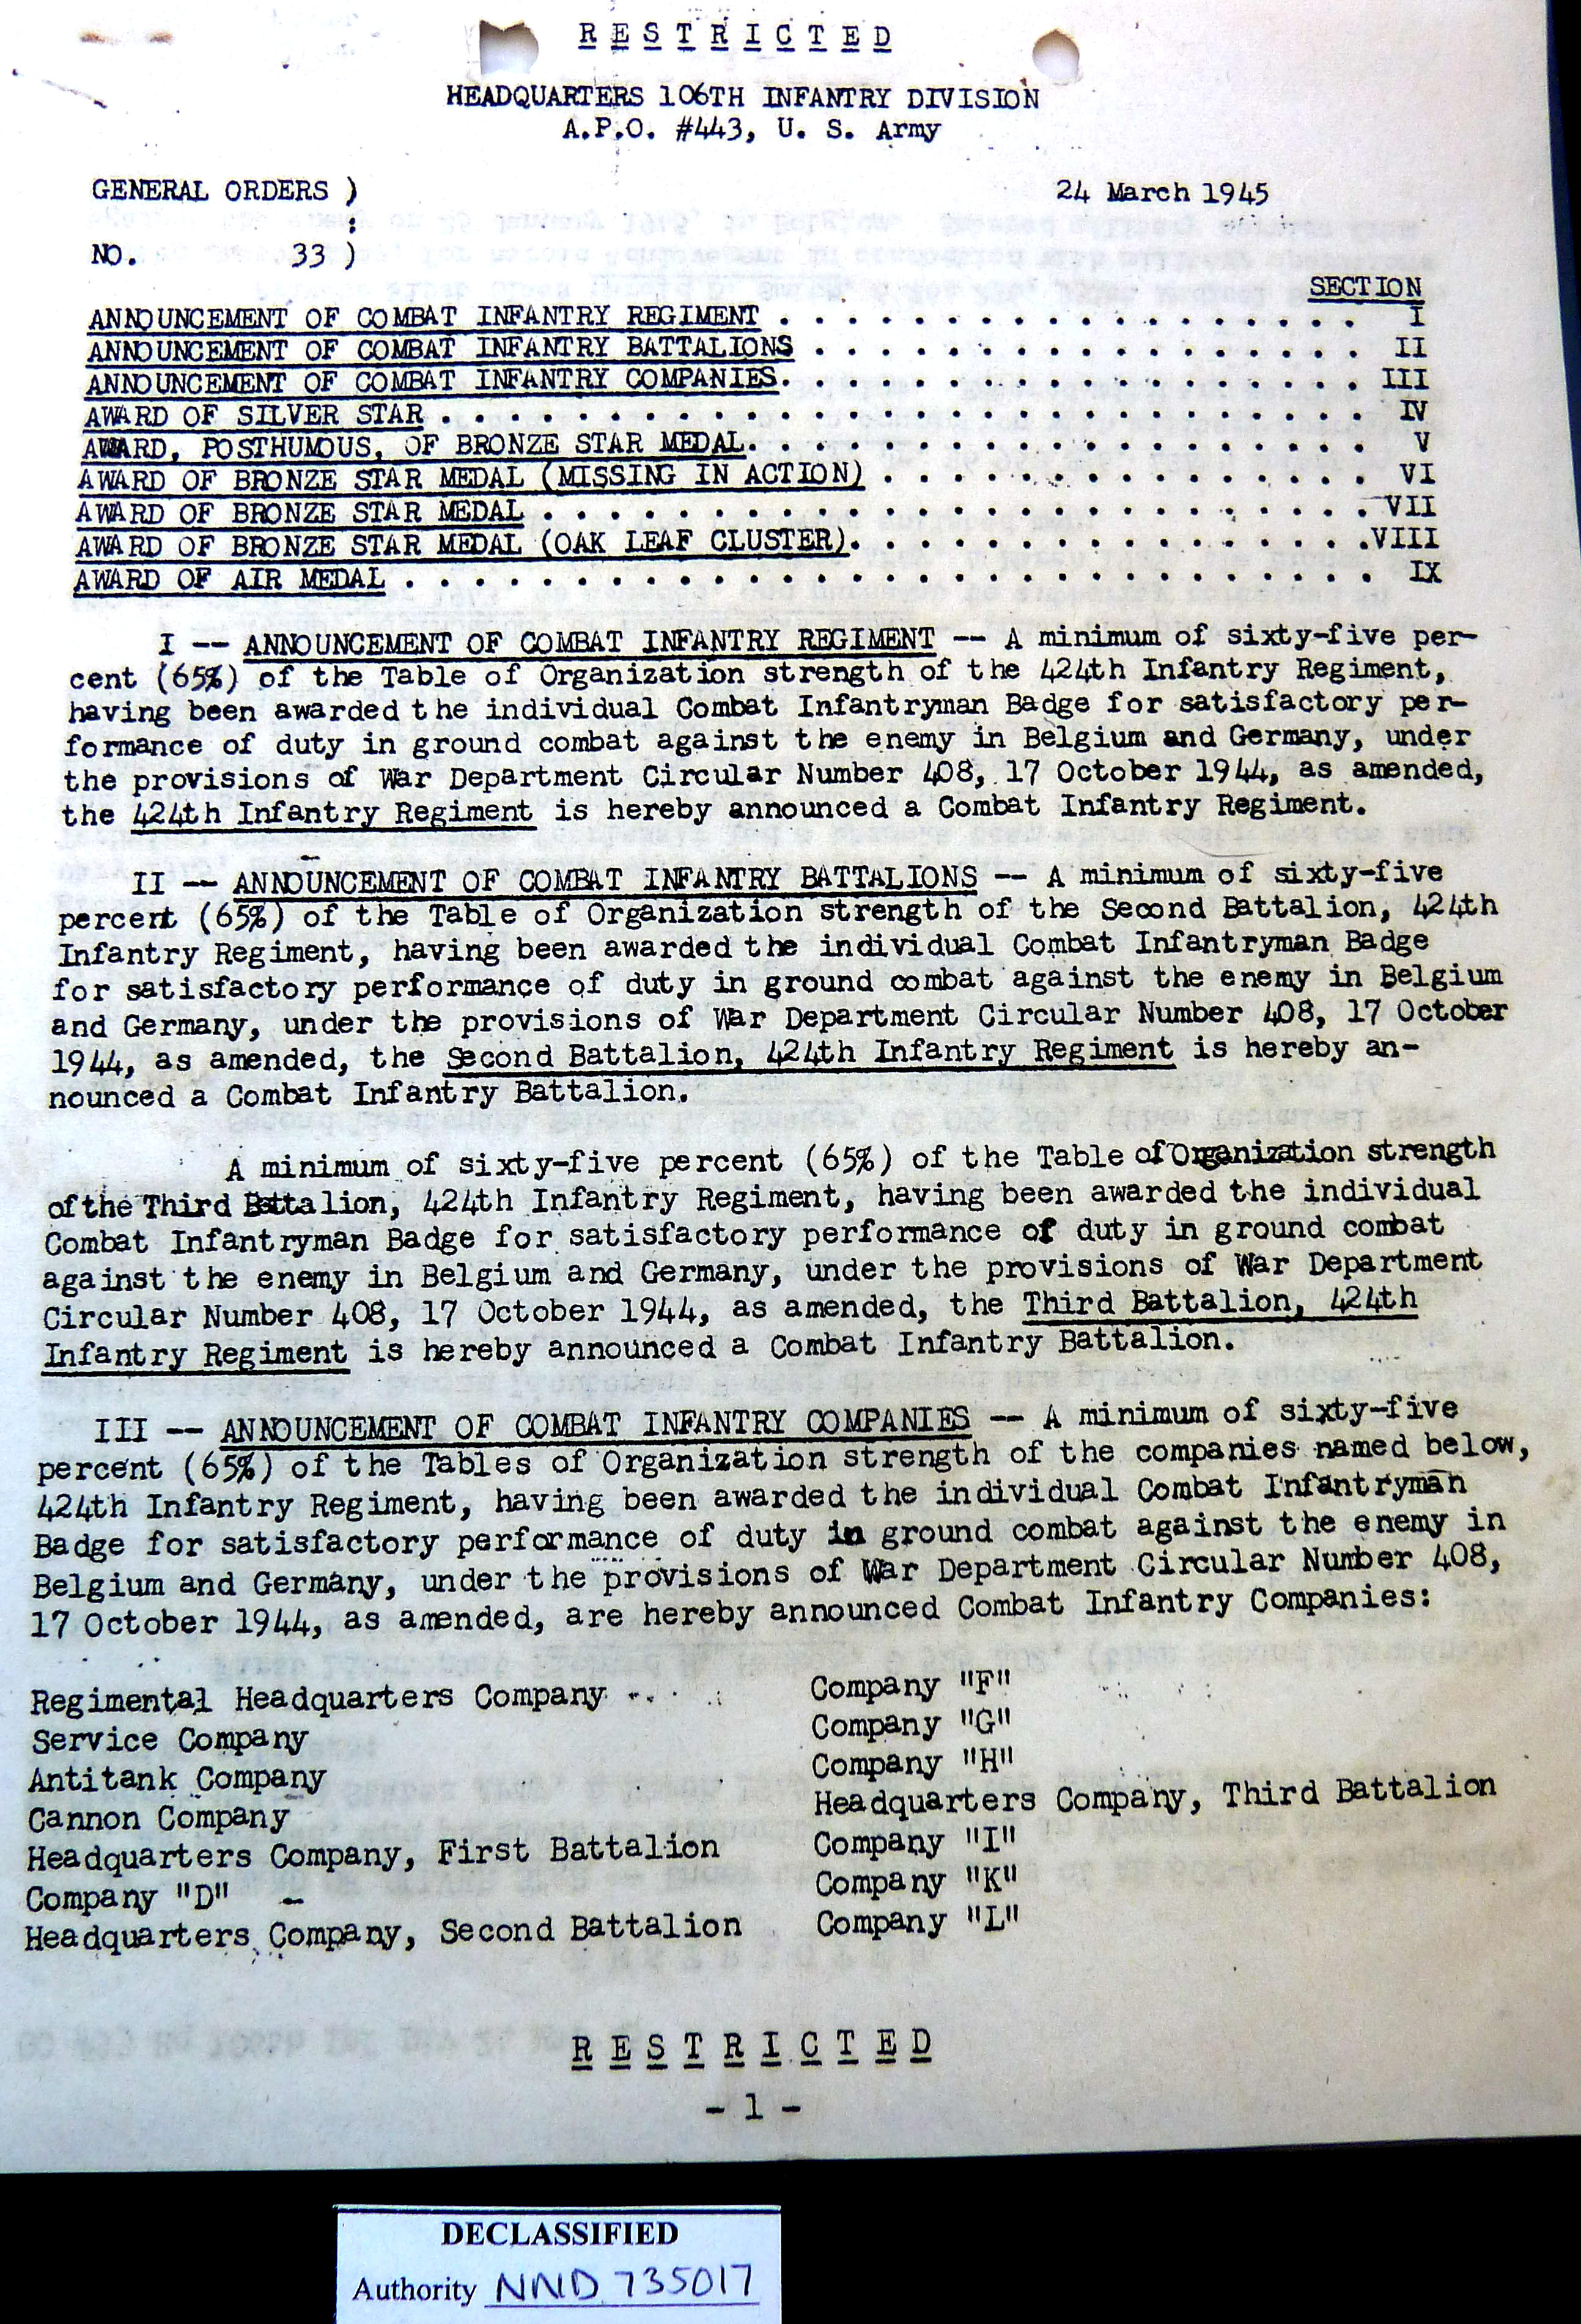 R E S T R I C T E D
HEADQUARTERS 106TH INFANTRY DIVISION
A.P.O. #443, U. S. Army
GENERAL ORDERS )                    24 March 1945
:
NO.          33 )
SECTION
ANNOUNCEMENT OF COMBAT INFANTRY REGIMENT . . . . . . . . . . . . . . . . . . I
ANNOUNCEMENT OF COMBAT INFANTRY BATTALIONS . . . . . . . . . . . . . . . . . II
ANNOUNCEMENT OF COMBAT INFANTRY COMPANIES. . . . . . . . . . . . . . . . . . III
AWARD OF SILVER STAR . . . . . . . . . . . . . . . . . . . . . . . . . . . . IV
AWARD, POSTHUMOUS, OF BRONZE STAR MEDAL. . . . . . . . . . . . . . . . . . . V
AWARD OF BRONZE STAR MEDAL (MISSING IN ACTION) . . . . . . . . . . . . . . . VI
AWARD OF BRONZE STAR MEDAL . . . . . . . . . . . . . . . . . . . . . . . . . VII
AWARD OF BRONZE STAR MEDAL (OAK LEAF CLUSTER). . . . . . . . . . . . . . . .VIII
AWARD OF AIR MEDAL . . . . . . . . . . . . . . . . . . . . . . . . . . . . . IX
I -- ANNOUNCEMENT OF COMBAT INFANTRY REGIMENT -- A minimum of sixty-five per-
cent (65%) of the Table of Organization strength of the 424th Infantry Regiment,
having been awarded the individual Combat Infantryman Badge for satisfactory per-
formance of duty in ground combat against the enemy in Belgium and Germany, under
the provisions of War Department Circular Number 408, 17 October 1944, as amended,
the 424th Infantry Regiment is hereby announced a Combat Infantry Regiment.
II -- ANNOUNCEMENT OF COMBAT INFANTRY BATTALIONS -- A minimum of sixty-five
percent (65%) of the Table of Organization strength of the Second Battalion, 424th
Infantry Regiment, having been awarded the individual Combat Infantryman Badge
for satisfactory performance of duty in ground combat against the enemy in Belgium
and Germany, under the provisions of War Department Circular Number 408, 17 October
1944, as amended, the Second Battalion, 424th Infantry Regiment is hereby an-
nounced a Combat Infantry Battalion.
A minimum of sixty-five percent (65%) of the Table of Organization strength
of the Third Battalion, 424th Infantry Regiment, having been awarded the individual
Combat Infantryman Badge for satisfactory performance of duty in ground combat
against the enemy in Belgium and Germany, under the provisions of War Department
Circular Number 408, 17 October 1944, as amended, the Third Battalion, 424th
Infantry Regiment is hereby announced a Combat Infantry Battalion.
III -- ANNOUNCEMENT OF COMBAT INFANTRY COMPANIES -- A minimum of sixty-five
percent (65%) of the Tables of Organization strength of the companies named below,
424th Infantry Regiment, having been awarded the individual Combat Infantryman
Badge for satisfactory performance of duty in ground combat against the enemy in
Belgium and Germany, under the provisions of War Department Circular Number 408,
17 October 1944, as amended, are hereby announced Combat Infantry Companies:
Regimental Headquarters Company
Service Company
Antitank Company
Cannon Company
Headquarters Company, First Battalion
Company "D"
Headquarters Company, Second Battalion
Company "F"
Company "G"
Company "H"
Headquarters Company, Third Battalion
Company "I"
Company "K"
Company "L"
R E S T R I C T E D
- 1 -
DECLASSIFIED
Authority NND 735017